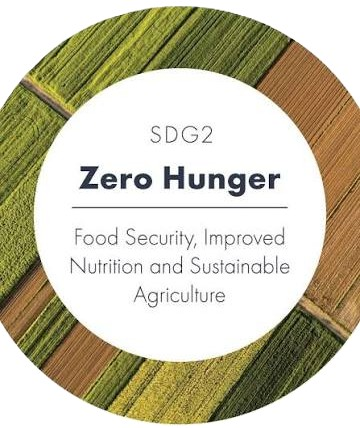 SDG2
Zero Hunger
Food Security, Improved
Nutrition and Sustainable
Agriculture